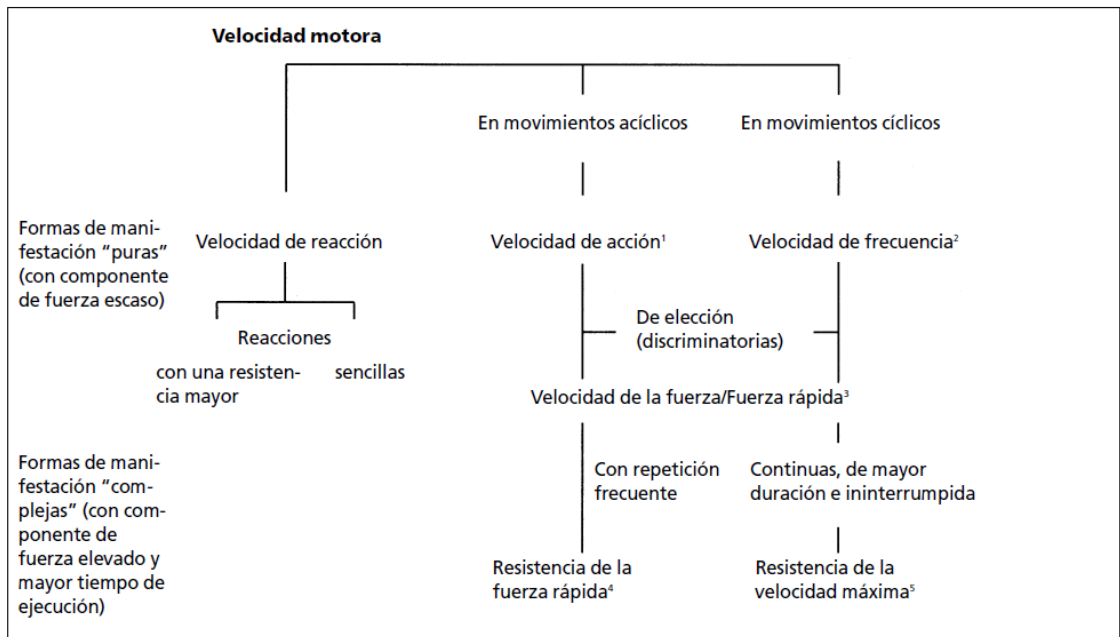 Velocidad motora
En movimientos acíclicos
En movimientos cíclicos
Formas de mani-
festación “puras”
(con componente
de fuerza escaso)
Velocidad de reacción
Velocidad de acción¹
Velocidad de frecuencia²
Reacciones
con una resisten-
cia mayor
sencillas
De elección
(discriminatorias)
Velocidad de la fuerza/Fuerza rápida³
Formas de mani-
festación “com-
plejas” (con com-
ponente de
fuerza elevado y
mayor tiempo de
ejecución)
Con repetición
frecuente
Continuas, de mayor
duración e ininterrumpida
Resistencia de la
fuerza rápida⁴
Resistencia de la
velocidad máxima⁵